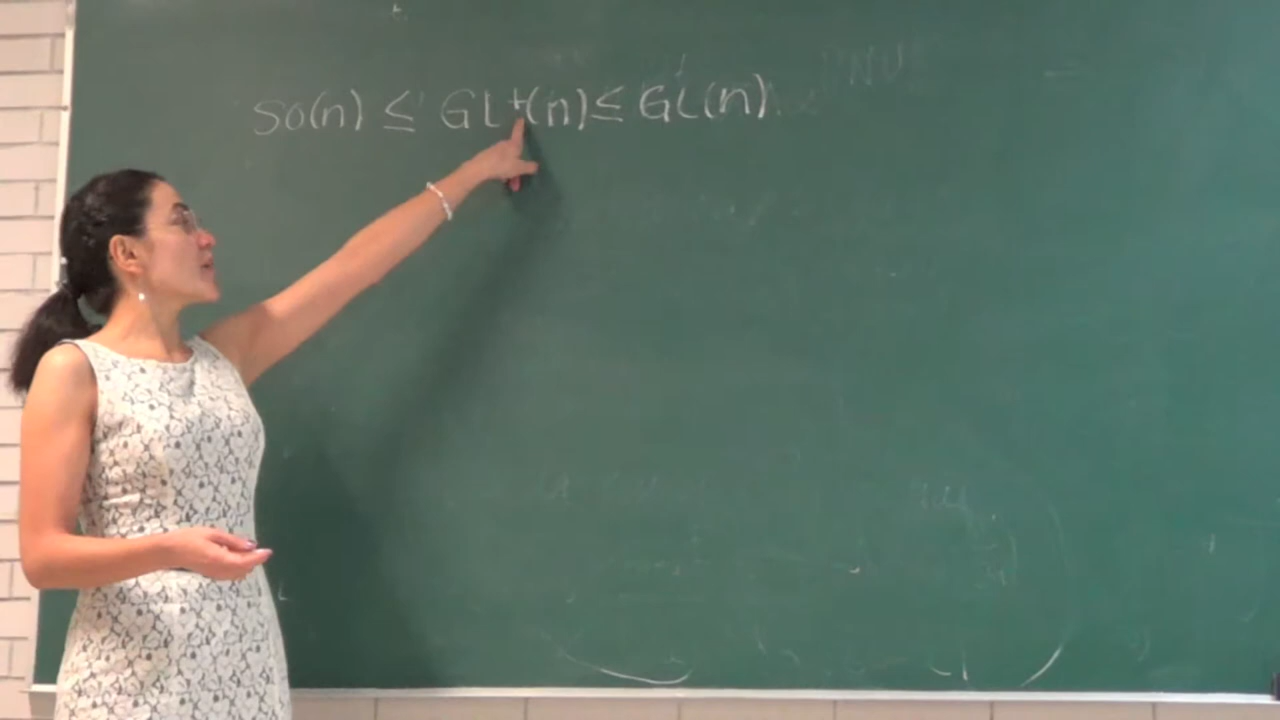 SO(n) ≤ GL⁺(n) ≤ GL(n)